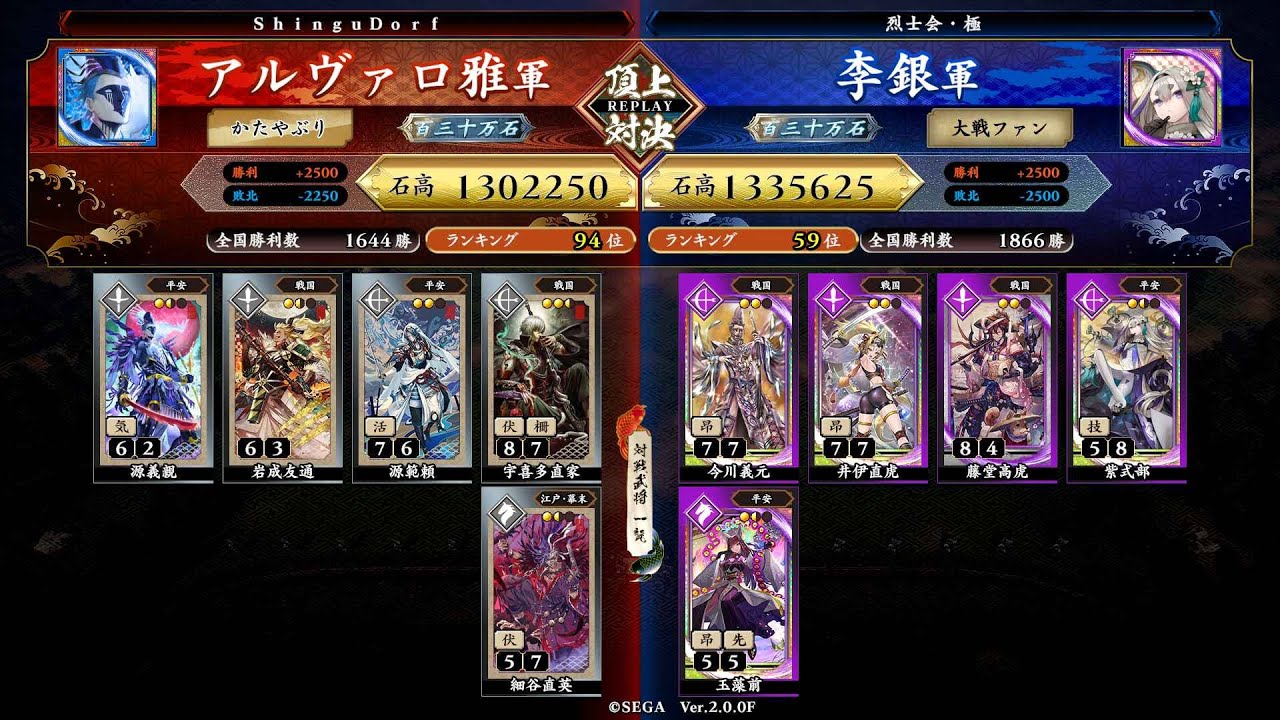 ShinguDorf
烈士会・極
アルヴァロ雅軍
頂上
REPLAY
対決
李銀軍
かたやぶり
百三十万石
百三十万石
大戦ファン
勝利 +2500
敗北 -2250
石高 1302250
石高 1335625
勝利 +2500
敗北 -2500
全国勝利数 1644勝
ランキング 94位
ランキング 59位
全国勝利数 1866勝
平安
気
6 2
源義親
戦国
6 3
岩成友通
平安
活
7 6
源範頼
戦国
伏 柵
8 7
宇喜多直家
対戦武将一覧
戦国
昂
7 7
今川義元
戦国
昂
7 7
井伊直虎
戦国
8 4
藤堂高虎
平安
技
5 8
紫式部
江戸・幕末
伏
5 7
細谷直英
平安
昂 先
5 5
玉藻前
©SEGA Ver.2.0.0F